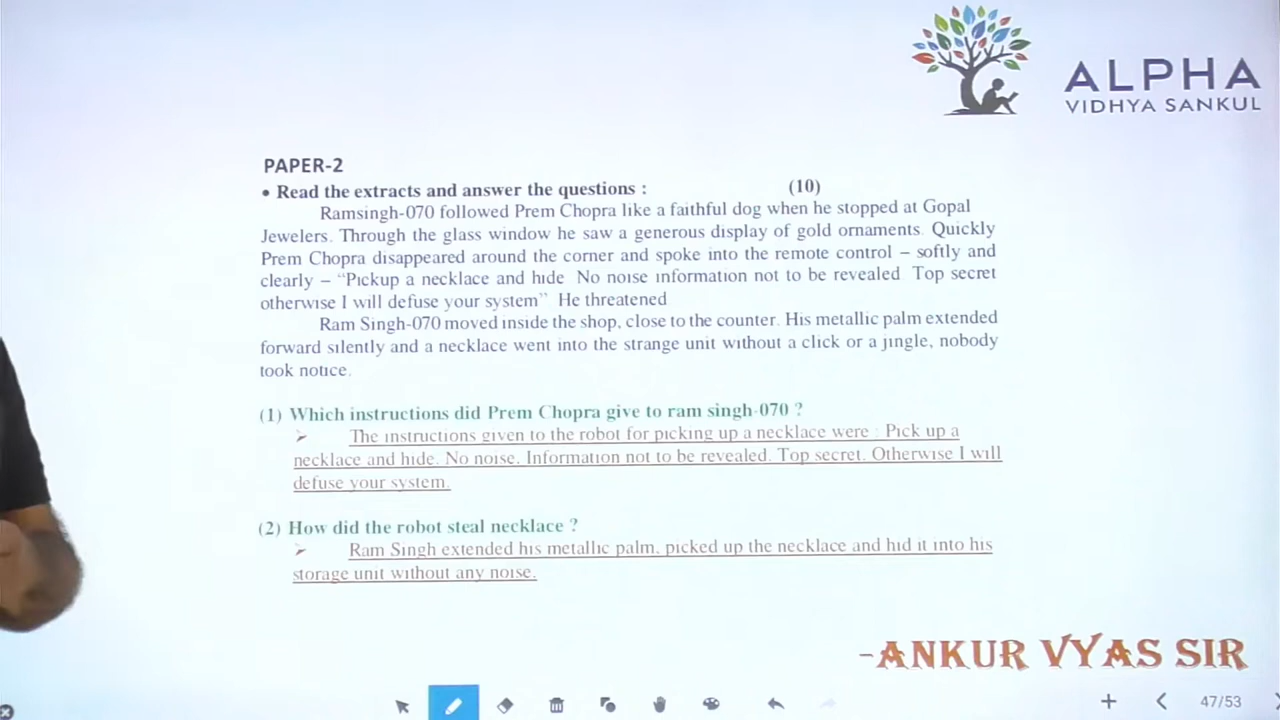 ALPHA
VIDHYA SANKUL
PAPER-2
• Read the extracts and answer the questions : (10)
Ramsingh-070 followed Prem Chopra like a faithful dog when he stopped at Gopal
Jewelers. Through the glass window he saw a generous display of gold ornaments. Quickly
Prem Chopra disappeared around the corner and spoke into the remote control – softly and
clearly – “Pickup a necklace and hide No noise information not to be revealed Top secret
otherwise I will defuse your system” He threatened
Ram Singh-070 moved inside the shop, close to the counter. His metallic palm extended
forward silently and a necklace went into the strange unit without a click or a jingle, nobody
took notice.
(1) Which instructions did Prem Chopra give to ram singh-070 ?
➢ The instructions given to the robot for picking up a necklace were : Pick up a
necklace and hide. No noise. Information not to be revealed. Top secret. Otherwise I will
defuse your system.
(2) How did the robot steal necklace ?
➢ Ram Singh extended his metallic palm, picked up the necklace and hid it into his
storage unit without any noise.
-ANKUR VYAS SIR
47/53